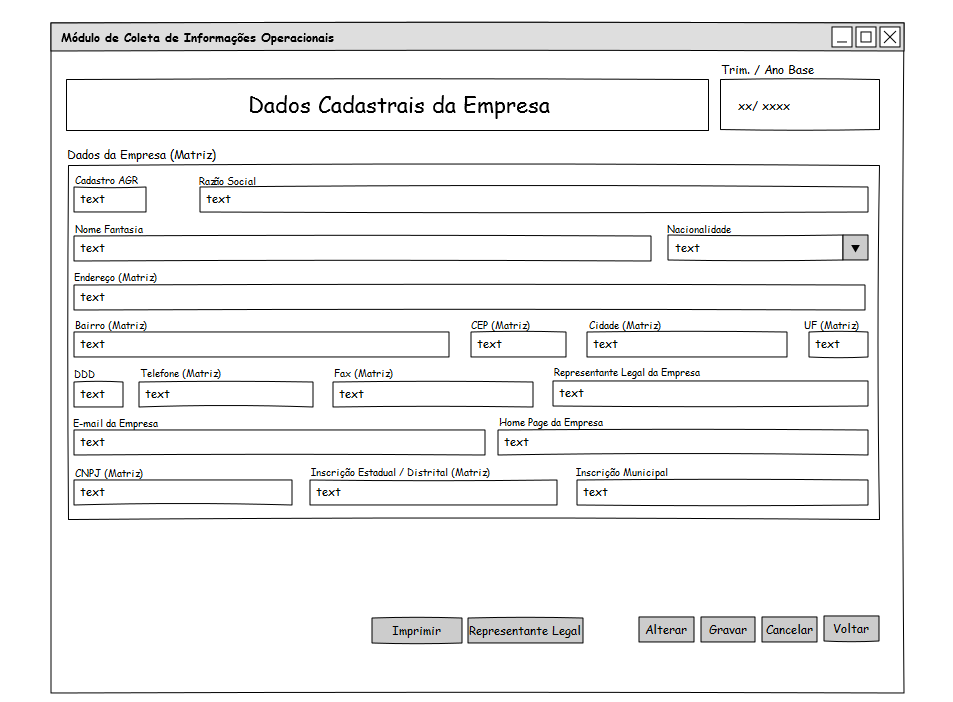 Módulo de Coleta de Informações Operacionais
Trim. / Ano Base
Dados Cadastrais da Empresa
xx/ xxxx
Dados da Empresa (Matriz)
Cadastro AGR Razão Social
text text
Nome Fantasia Nacionalidade
text text
Endereço (Matriz)
text
Bairro (Matriz) CEP (Matriz) Cidade (Matriz) UF (Matriz)
text text text text
DDD Telefone (Matriz) Fax (Matriz) Representante Legal da Empresa
text text text text
E-mail da Empresa Home Page da Empresa
text text
CNPJ (Matriz) Inscrição Estadual / Distrital (Matriz) Inscrição Municipal
text text text
Imprimir Representante Legal Alterar Gravar Cancelar Voltar